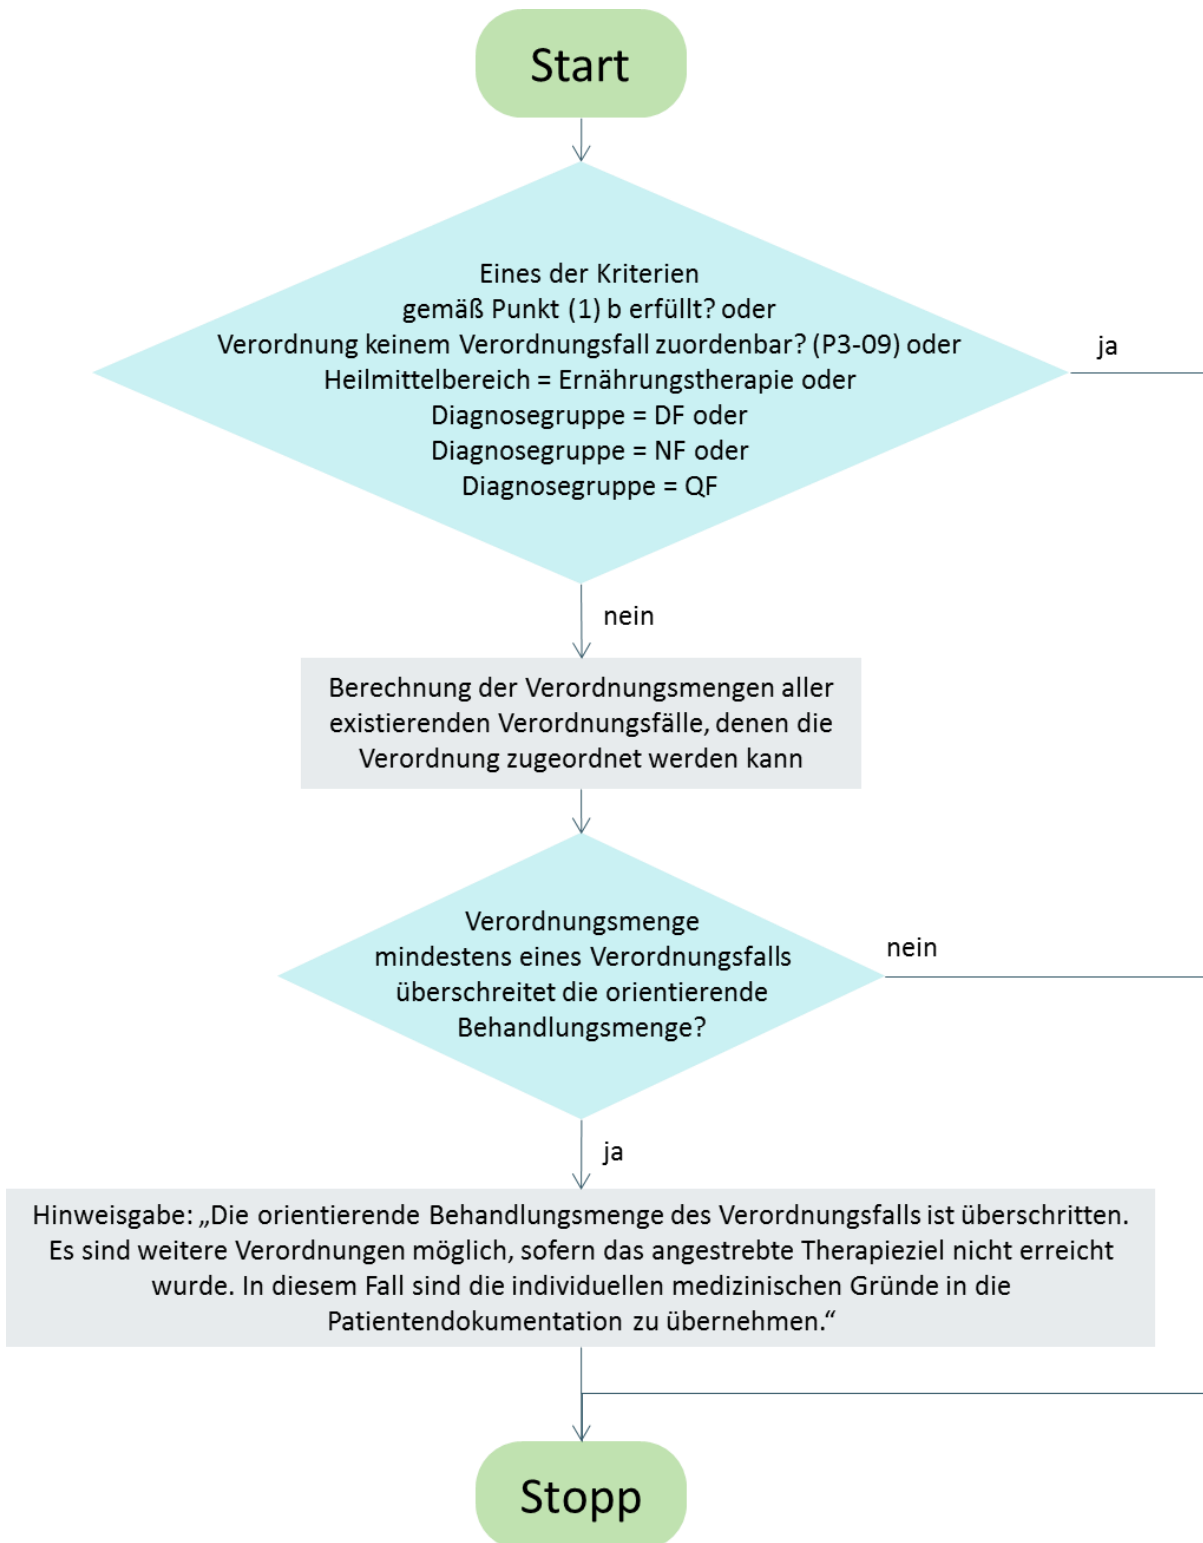 Start
Eines der Kriterien
gemäß Punkt (1) b erfüllt? oder
Verordnung keinem Verordnungsfall zuordenbar? (P3-09) oder
Heilmittelbereich = Ernährungstherapie oder
Diagnosegruppe = DF oder
Diagnosegruppe = NF oder
Diagnosegruppe = QF
ja
nein
Berechnung der Verordnungsmengen aller
existierenden Verordnungsfälle, denen die
Verordnung zugeordnet werden kann
Verordnungsmenge
mindestens eines Verordnungsfalls
überschreitet die orientierende
Behandlungsmenge?
nein
ja
Hinweisgabe: „Die orientierende Behandlungsmenge des Verordnungsfalls ist überschritten.
Es sind weitere Verordnungen möglich, sofern das angestrebte Therapieziel nicht erreicht
wurde. In diesem Fall sind die individuellen medizinischen Gründe in die
Patientendokumentation zu übernehmen.“
Stopp